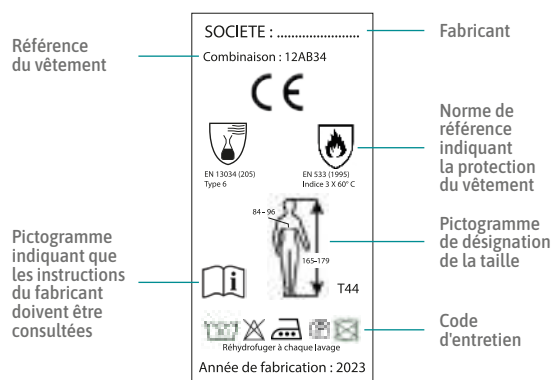 SOCIETE : .......................
Combinaison : 12AB34
CE
EN 13034 (205)
Type 6
EN 533 (1995)
Indice 3 X 60° C
84-96
165-179
i
T44
Réhydrofuger à chaque lavage
Année de fabrication : 2023
Référence
du vêtement
Pictogramme
indiquant que
les instructions
du fabricant
doivent être
consultées
Fabricant
Norme de
référence
indiquant
la protection
du vêtement
Pictogramme
de désignation
de la taille
Code
d'entretien